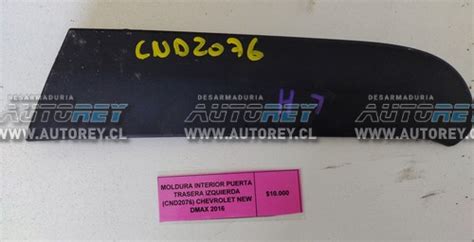 CND2076
H L
DESARMADURIA
AUTOREY
WWW.AUTOREY.CL
DESARMADURIA
AUTOREY
WWW.AUTOREY.CL
DESARMADURIA
AUTOREY
WWW.AUTOREY.CL
MOLDURA INTERIOR PUERTA
TRASERA IZQUIERDA
(CND2076) CHEVROLET NEW
DMAX 2016
$10.000